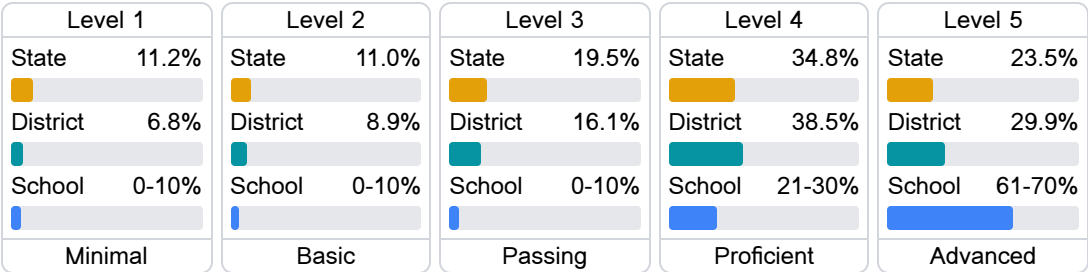 Level 1
State 11.2%
District 6.8%
School 0-10%
Minimal
Level 2
State 11.0%
District 8.9%
School 0-10%
Basic
Level 3
State 19.5%
District 16.1%
School 0-10%
Passing
Level 4
State 34.8%
District 38.5%
School 21-30%
Proficient
Level 5
State 23.5%
District 29.9%
School 61-70%
Advanced